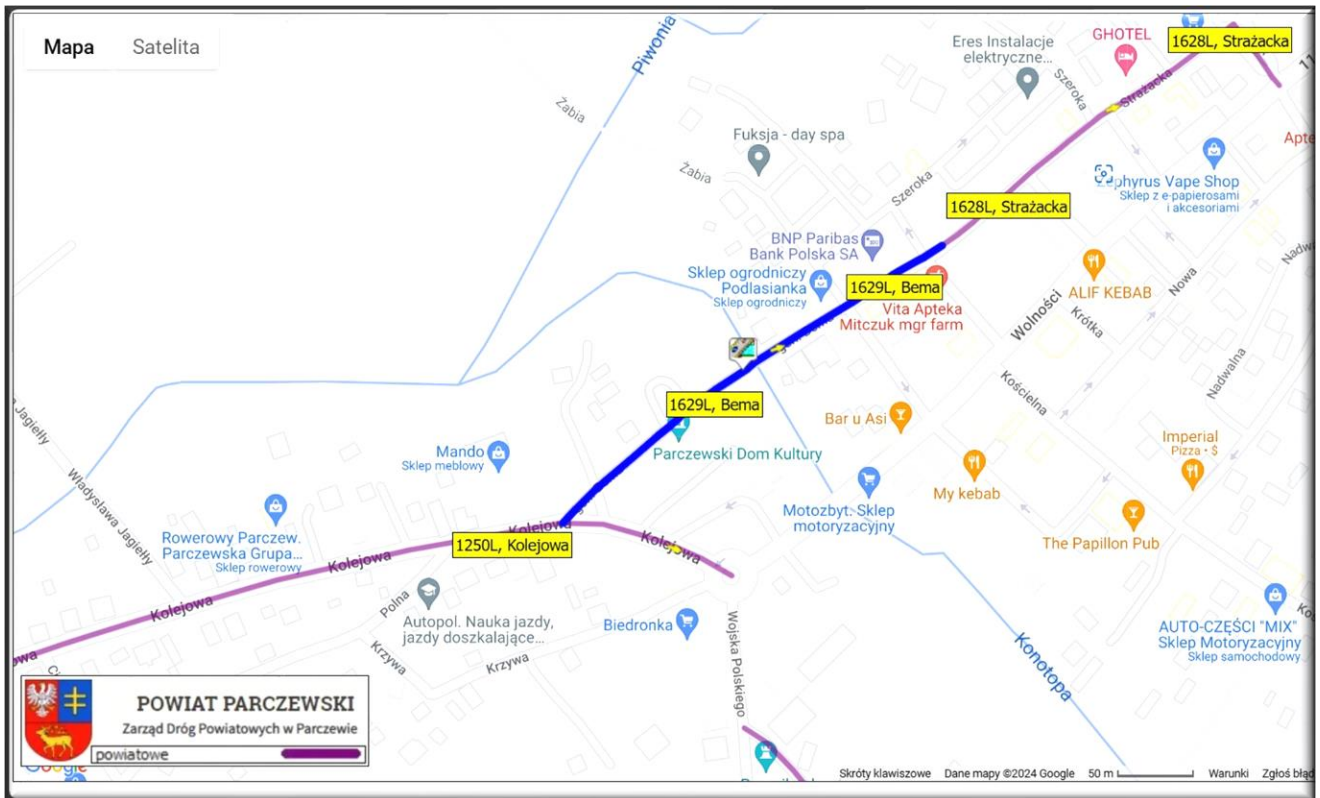 Mapa Satelita
Piwonia
Żabia
Eres Instalacje
elektryczne...
GHOTEL
1628L, Strażacka
Szeroka
Strażacka
11
Fuksja - day spa
Żabia
Szeroka
Zephyrus Vape Shop
Sklep z e-papierosami
i akcesoriami
1628L, Strażacka
BNP Paribas
Bank Polska SA
Sklep ogrodniczy
Podlasianka
Sklep ogrodniczy
1629L, Bema
Vita Apteka
Mitczuk mgr farm
ALIF KEBAB
Nowa
Wolności
Krótka
Nadwalna
Kościelna
1629L, Bema
Parczewski Dom Kultury
Bar u Asi
Imperial
Pizza • $
My kebab
Mando
Sklep meblowy
Motozbyt. Sklep
motoryzacyjny
The Papillon Pub
Władysława Jagiełły
Jagiełły
Rowerowy Parczew.
Parczewska Grupa...
Sklep rowerowy
Kolejowa
1250L, Kolejowa
Kolejowa
Kolejowa
Kolejowa
Polna
Autopol. Nauka jazdy,
jazdy doszkalające...
Krzywa
Krzywa
Biedronka
Wojska Polskiego
Konotopa
AUTO-CZĘŚCI "MIX"
Sklep Motoryzacyjny
Sklep samochodowy
POWIAT PARCZEWSKI
Zarząd Dróg Powiatowych w Parczewie
powiatowe
Skróty klawiszowe Dane mapy ©2024 Google 50 m Warunki Zgłoś błąd